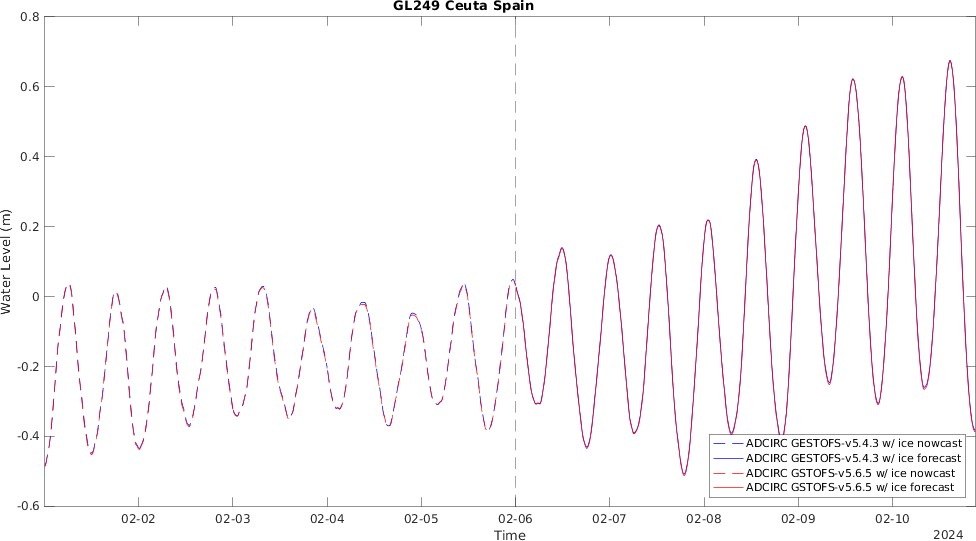 GL249 Ceuta Spain
0.8
0.6
0.4
0.2
0
-0.2
-0.4
-0.6
Water Level (m)
ADCIRC GESTOFS-v5.4.3 w/ ice nowcast
ADCIRC GESTOFS-v5.4.3 w/ ice forecast
ADCIRC GSTOFS-v5.6.5 w/ ice nowcast
ADCIRC GSTOFS-v5.6.5 w/ ice forecast
02-02 02-03 02-04 02-05 02-06 02-07 02-08 02-09 02-10
Time
2024